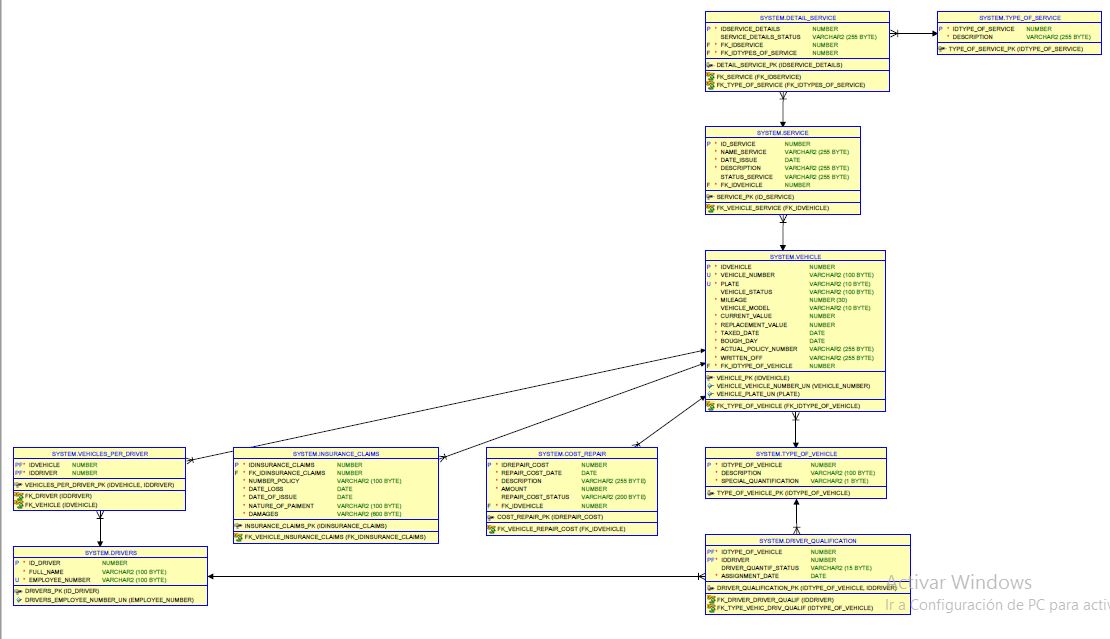 SYSTEM.DETAIL_SERVICE
P * IDSERVICE_DETAILS NUMBER
SERVICE_DETAILS_STATUS VARCHAR2 (255 BYTE)
F * FK_IDSERVICE NUMBER
F * FK_IDTYPES_OF_SERVICE NUMBER
DETAIL_SERVICE_PK (IDSERVICE_DETAILS)
FK_SERVICE (FK_IDSERVICE)
FK_TYPE_OF_SERVICE (FK_IDTYPES_OF_SERVICE)
SYSTEM.TYPE_OF_SERVICE
P * IDTYPE_OF_SERVICE NUMBER
* DESCRIPTION VARCHAR2 (255 BYTE)
TYPE_OF_SERVICE_PK (IDTYPE_OF_SERVICE)
SYSTEM.SERVICE
P * ID_SERVICE NUMBER
* NAME_SERVICE VARCHAR2 (255 BYTE)
* DATE_ISSUE DATE
* DESCRIPTION VARCHAR2 (255 BYTE)
STATUS_SERVICE VARCHAR2 (255 BYTE)
F * FK_IDVEHICLE NUMBER
SERVICE_PK (ID_SERVICE)
FK_VEHICLE_SERVICE (FK_IDVEHICLE)
SYSTEM.VEHICLE
P * IDVEHICLE NUMBER
U * VEHICLE_NUMBER VARCHAR2 (100 BYTE)
U * PLATE VARCHAR2 (10 BYTE)
VEHICLE_STATUS VARCHAR2 (100 BYTE)
* MILEAGE NUMBER (30)
VEHICLE_MODEL VARCHAR2 (10 BYTE)
* CURRENT_VALUE NUMBER
* REPLACEMENT_VALUE NUMBER
* TAXED_DATE DATE
* BOUGH_DAY DATE
* ACTUAL_POLICY_NUMBER VARCHAR2 (255 BYTE)
* WRITTEN_OFF VARCHAR2 (255 BYTE)
F * FK_IDTYPE_OF_VEHICLE NUMBER
VEHICLE_PK (IDVEHICLE)
VEHICLE_VEHICLE_NUMBER_UN (VEHICLE_NUMBER)
VEHICLE_PLATE_UN (PLATE)
FK_TYPE_OF_VEHICLE (FK_IDTYPE_OF_VEHICLE)
SYSTEM.VEHICLES_PER_DRIVER
PF* IDVEHICLE NUMBER
PF* IDDRIVER NUMBER
VEHICLES_PER_DRIVER_PK (IDVEHICLE, IDDRIVER)
FK_DRIVER (IDDRIVER)
FK_VEHICLE (IDVEHICLE)
SYSTEM.INSURANCE_CLAIMS
P * IDINSURANCE_CLAIMS NUMBER
F * FK_IDINSURANCE_CLAIMS NUMBER
* NUMBER_POLICY VARCHAR2 (100 BYTE)
* DATE_LOSS DATE
* DATE_OF_ISSUE DATE
* NATURE_OF_PAIMENT VARCHAR2 (100 BYTE)
* DAMAGES VARCHAR2 (600 BYTE)
INSURANCE_CLAIMS_PK (IDINSURANCE_CLAIMS)
FK_VEHICLE_INSURANCE_CLAIMS (FK_IDINSURANCE_CLAIMS)
SYSTEM.COST_REPAIR
P * IDREPAIR_COST NUMBER
* REPAIR_COST_DATE DATE
* DESCRIPTION VARCHAR2 (255 BYTE)
* AMOUNT NUMBER
REPAIR_COST_STATUS VARCHAR2 (200 BYTE)
F * FK_IDVEHICLE NUMBER
COST_REPAIR_PK (IDREPAIR_COST)
FK_VEHICLE_REPAIR_COST (FK_IDVEHICLE)
SYSTEM.TYPE_OF_VEHICLE
P * IDTYPE_OF_VEHICLE NUMBER
* DESCRIPTION VARCHAR2 (100 BYTE)
* SPECIAL_QUANTIFICATION VARCHAR2 (1 BYTE)
TYPE_OF_VEHICLE_PK (IDTYPE_OF_VEHICLE)
SYSTEM.DRIVERS
P * ID_DRIVER NUMBER
* FULL_NAME VARCHAR2 (100 BYTE)
U * EMPLOYEE_NUMBER VARCHAR2 (100 BYTE)
DRIVERS_PK (ID_DRIVER)
DRIVERS_EMPLOYEE_NUMBER_UN (EMPLOYEE_NUMBER)
SYSTEM.DRIVER_QUALIFICATION
PF* IDTYPE_OF_VEHICLE NUMBER
PF* IDDRIVER NUMBER
DRIVER_QUANTIF_STATUS VARCHAR2 (15 BYTE)
* ASSIGNMENT_DATE DATE
DRIVER_QUALIFICATION_PK (IDTYPE_OF_VEHICLE, IDDRIVER)
FK_DRIVER_DRIVER_QUALIF (IDDRIVER)
FK_TYPE_VEHIC_DRIV_QUALIF (IDTYPE_OF_VEHICLE)
Activar Windows
Ir a Configuración de PC para activ